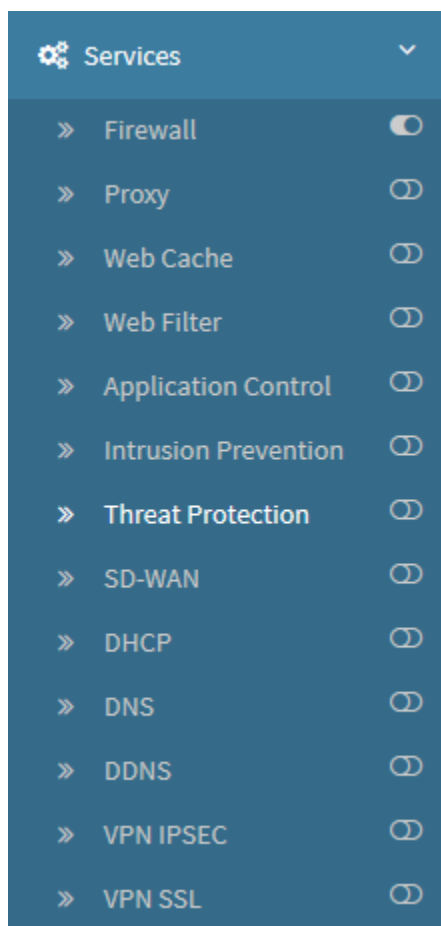 Services
Firewall
Proxy
Web Cache
Web Filter
Application Control
Intrusion Prevention
Threat Protection
SD-WAN
DHCP
DNS
DDNS
VPN IPSEC
VPN SSL